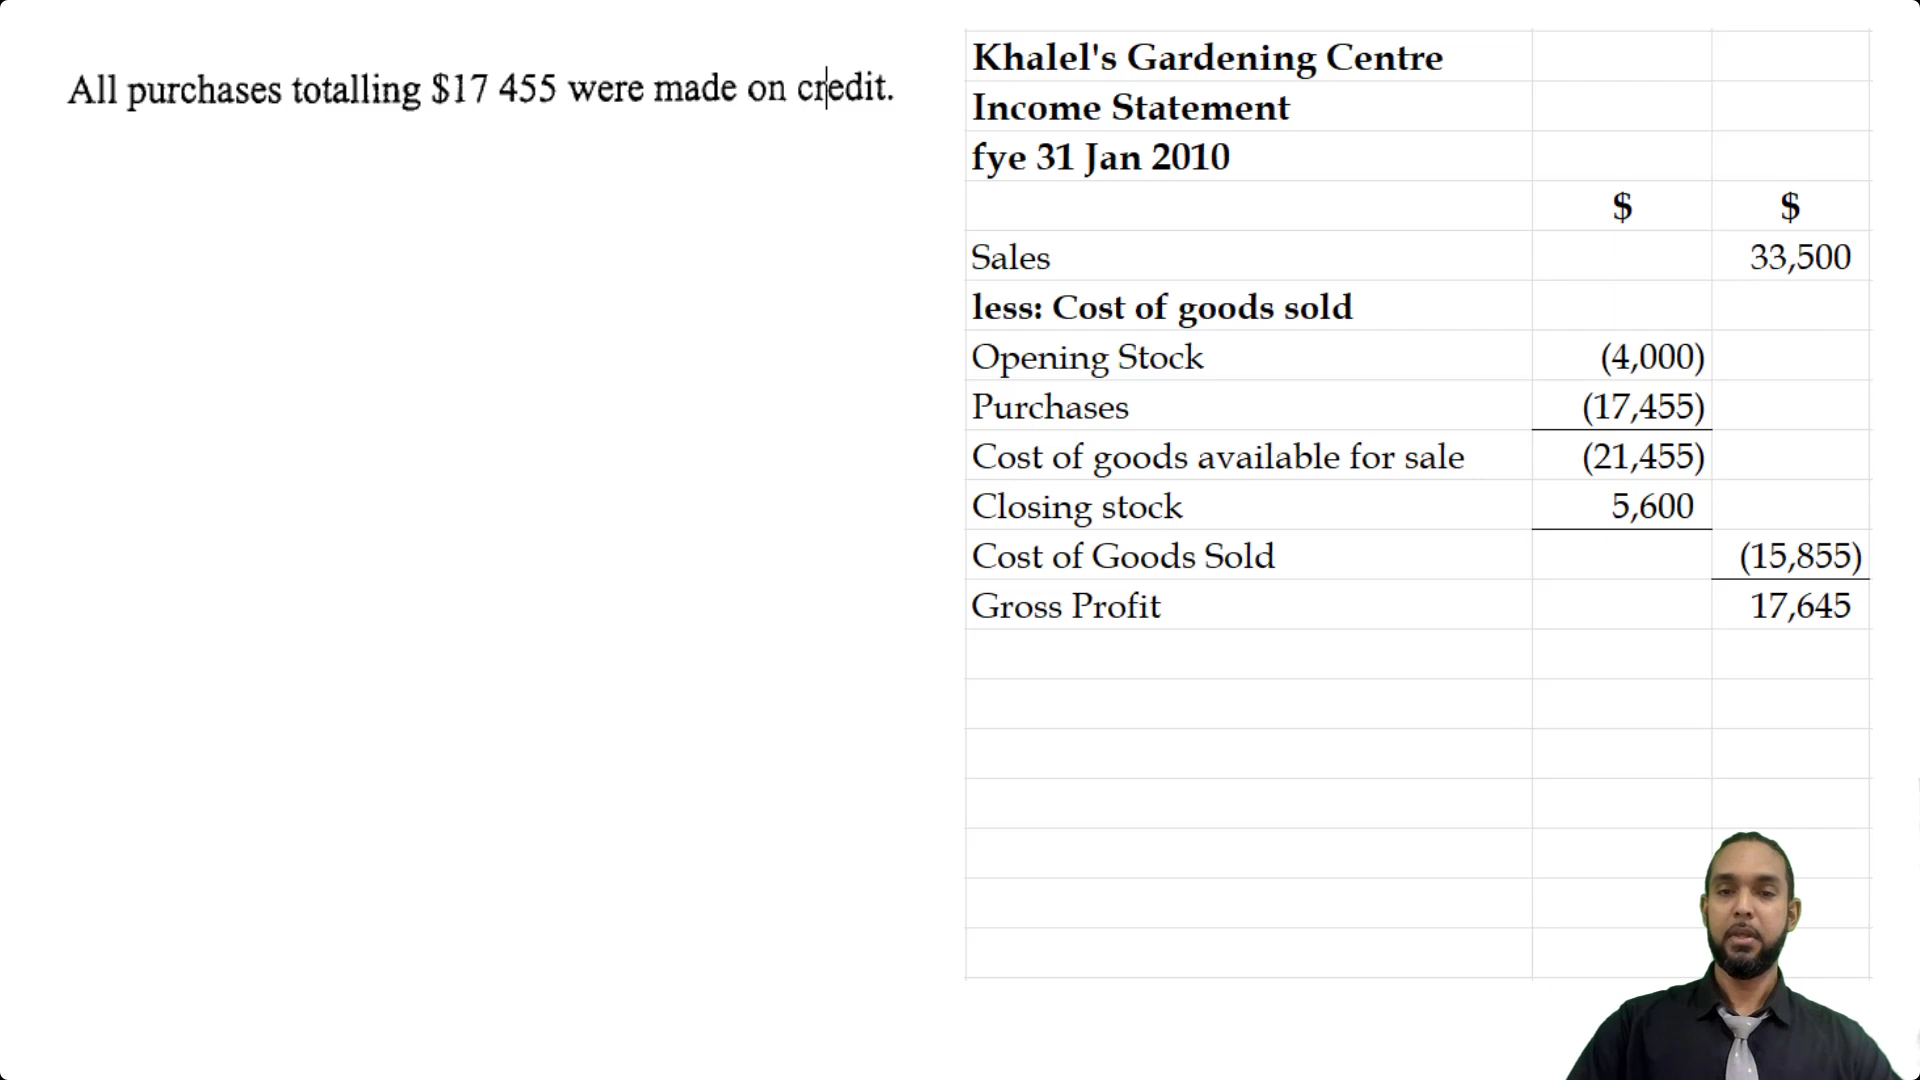 All purchases totalling $17 455 were made on credit.
Khalel's Gardening Centre
Income Statement
fye 31 Jan 2010
$ $
Sales 33,500
less: Cost of goods sold
Opening Stock (4,000)
Purchases (17,455)
Cost of goods available for sale (21,455)
Closing stock 5,600
Cost of Goods Sold (15,855)
Gross Profit 17,645